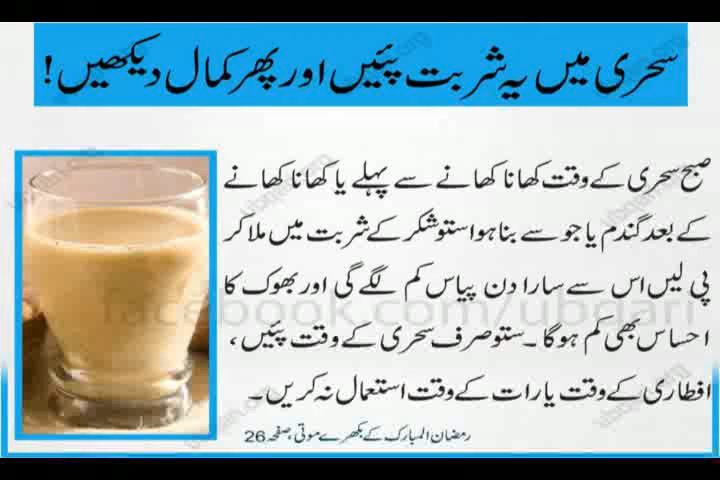 سحری میں یہ شربت پئیں اور پھر کمال دیکھیں!
صبح سحری کے وقت کھانا کھانے سے پہلے یا کھانا کھانے
کے بعد گندم یا جو سے بنا ہوا ستو شکر کے شربت میں ملا کر
پی لیں اس سے سارا دن پیاس کم لگے گی اور بھوک کا
احساس بھی کم ہوگا۔ ستو صرف سحری کے وقت پئیں،
افطاری کے وقت یا رات کے وقت استعمال نہ کریں۔
رمضان المبارک کے بکھرے موتی، صفحہ 26
facebook.com/ubqari